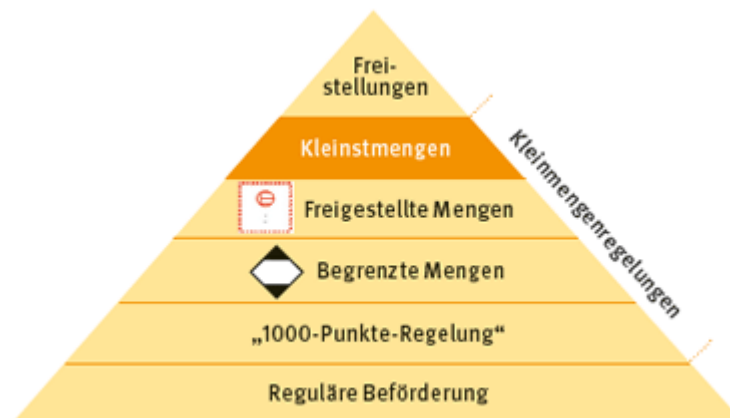 Frei-
stellungen
Kleinstmengen
Freigestellte Mengen
Begrenzte Mengen
„1000-Punkte-Regelung“
Reguläre Beförderung
Kleinmengenregelungen